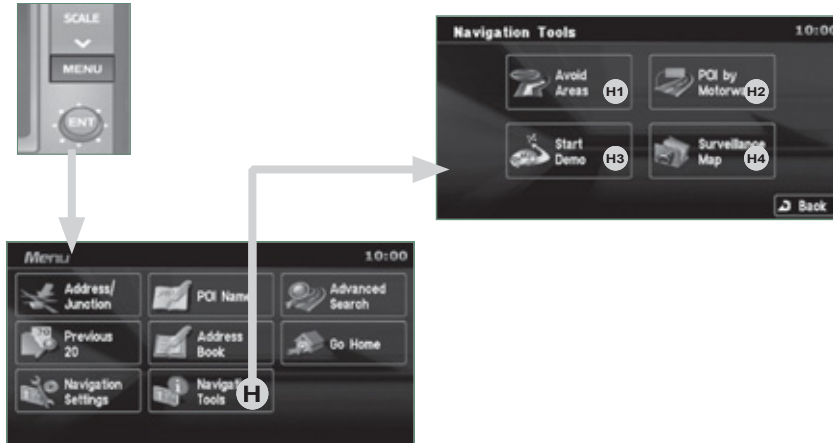 SCALE
MENU
ENT
Navigation Tools 10:00
Avoid
Areas H1
POI by
Motorway H2
Start
Demo H3
Surveillance
Map H4
Back
Menu 10:00
Address/
Junction
POI Name
Advanced
Search
Previous
20
Address
Book
Go Home
Navigation
Settings
Navigation
Tools H